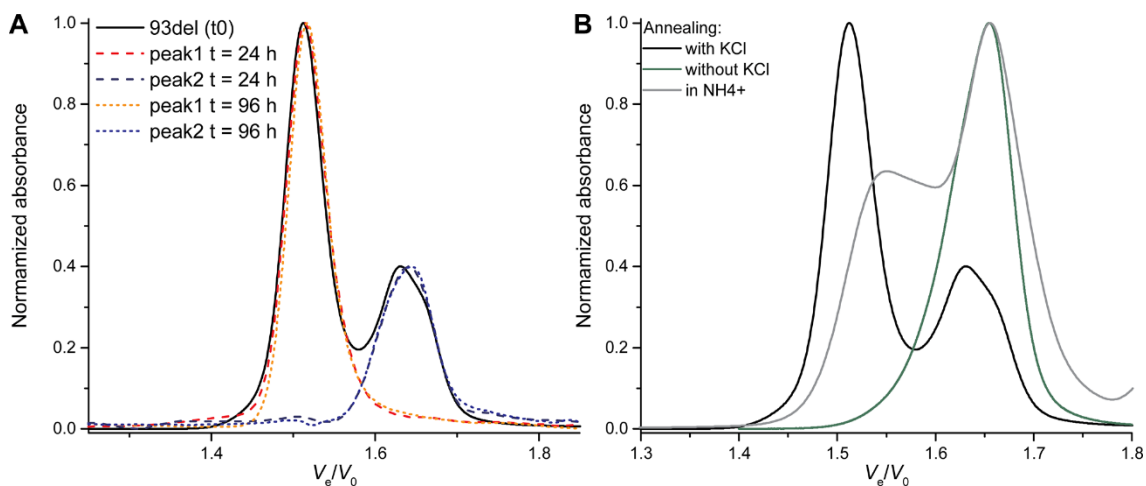 A
93del (t0)
peak1 t = 24 h
peak2 t = 24 h
peak1 t = 96 h
peak2 t = 96 h
Normamized absorbance
1.0
0.8
0.6
0.4
0.2
0.0
1.4
1.6
1.8
Ve/V0
B
Annealing:
with KCl
without KCl
in NH4+
Normamized absorbance
1.0
0.8
0.6
0.4
0.2
0.0
1.3
1.4
1.5
1.6
1.7
1.8
Ve/V0